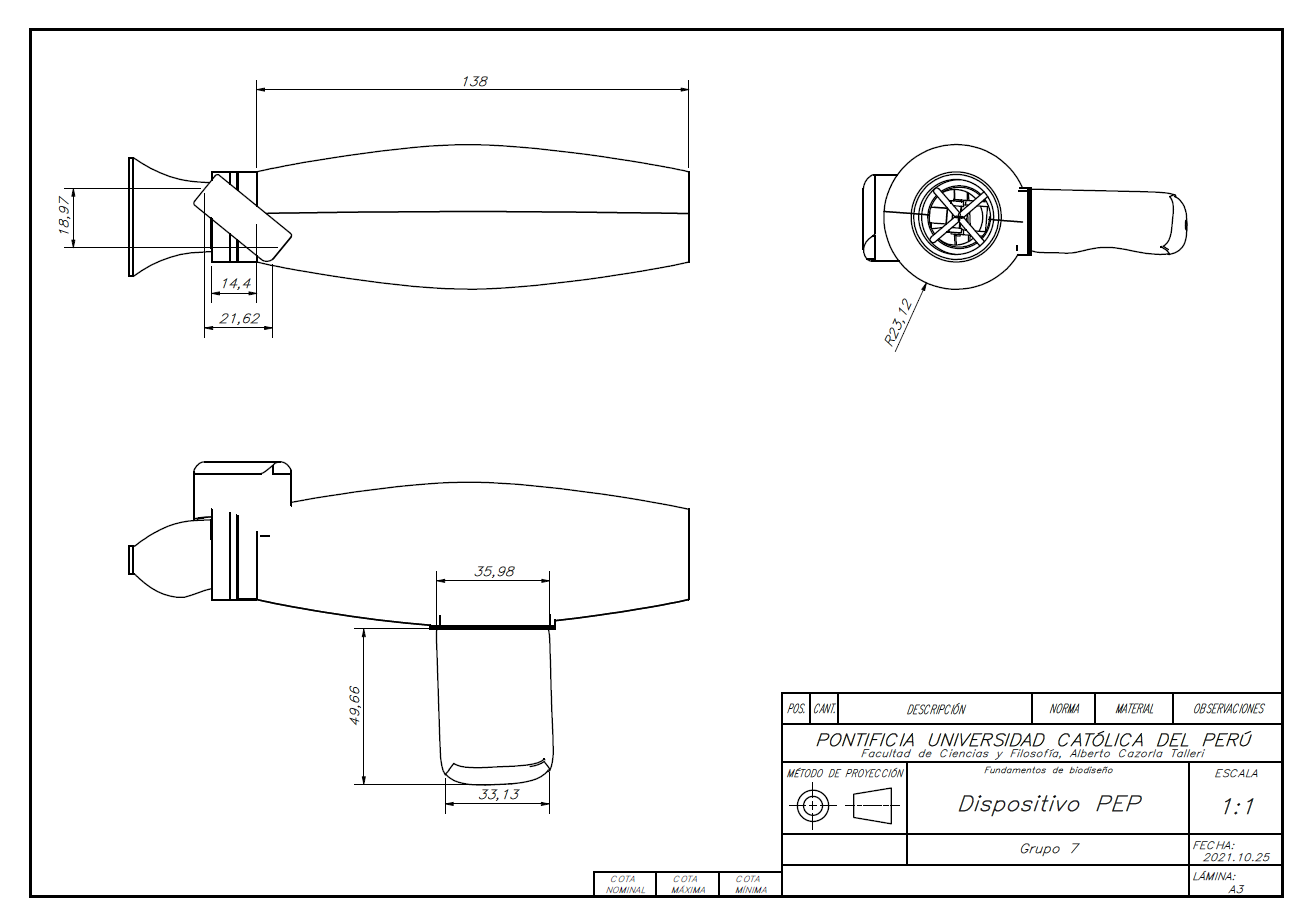 138
18,97
14,4
21,62
R23,12
35,98
49,66
33,13
POS. CANT. DESCRIPCIÓN NORMA MATERIAL OBSERVACIONES
PONTIFICIA UNIVERSIDAD CATÓLICA DEL PERÚ
Facultad de Ciencias y Filosofía, Alberto Cazorla Talleri
MÉTODO DE PROYECCIÓN
Fundamentos de biodiseño
Dispositivo PEP
ESCALA
1:1
Grupo 7
FECHA:
2021.10.25
LÁMINA:
A3
COTA NOMINAL
COTA MÁXIMA
COTA MÍNIMA